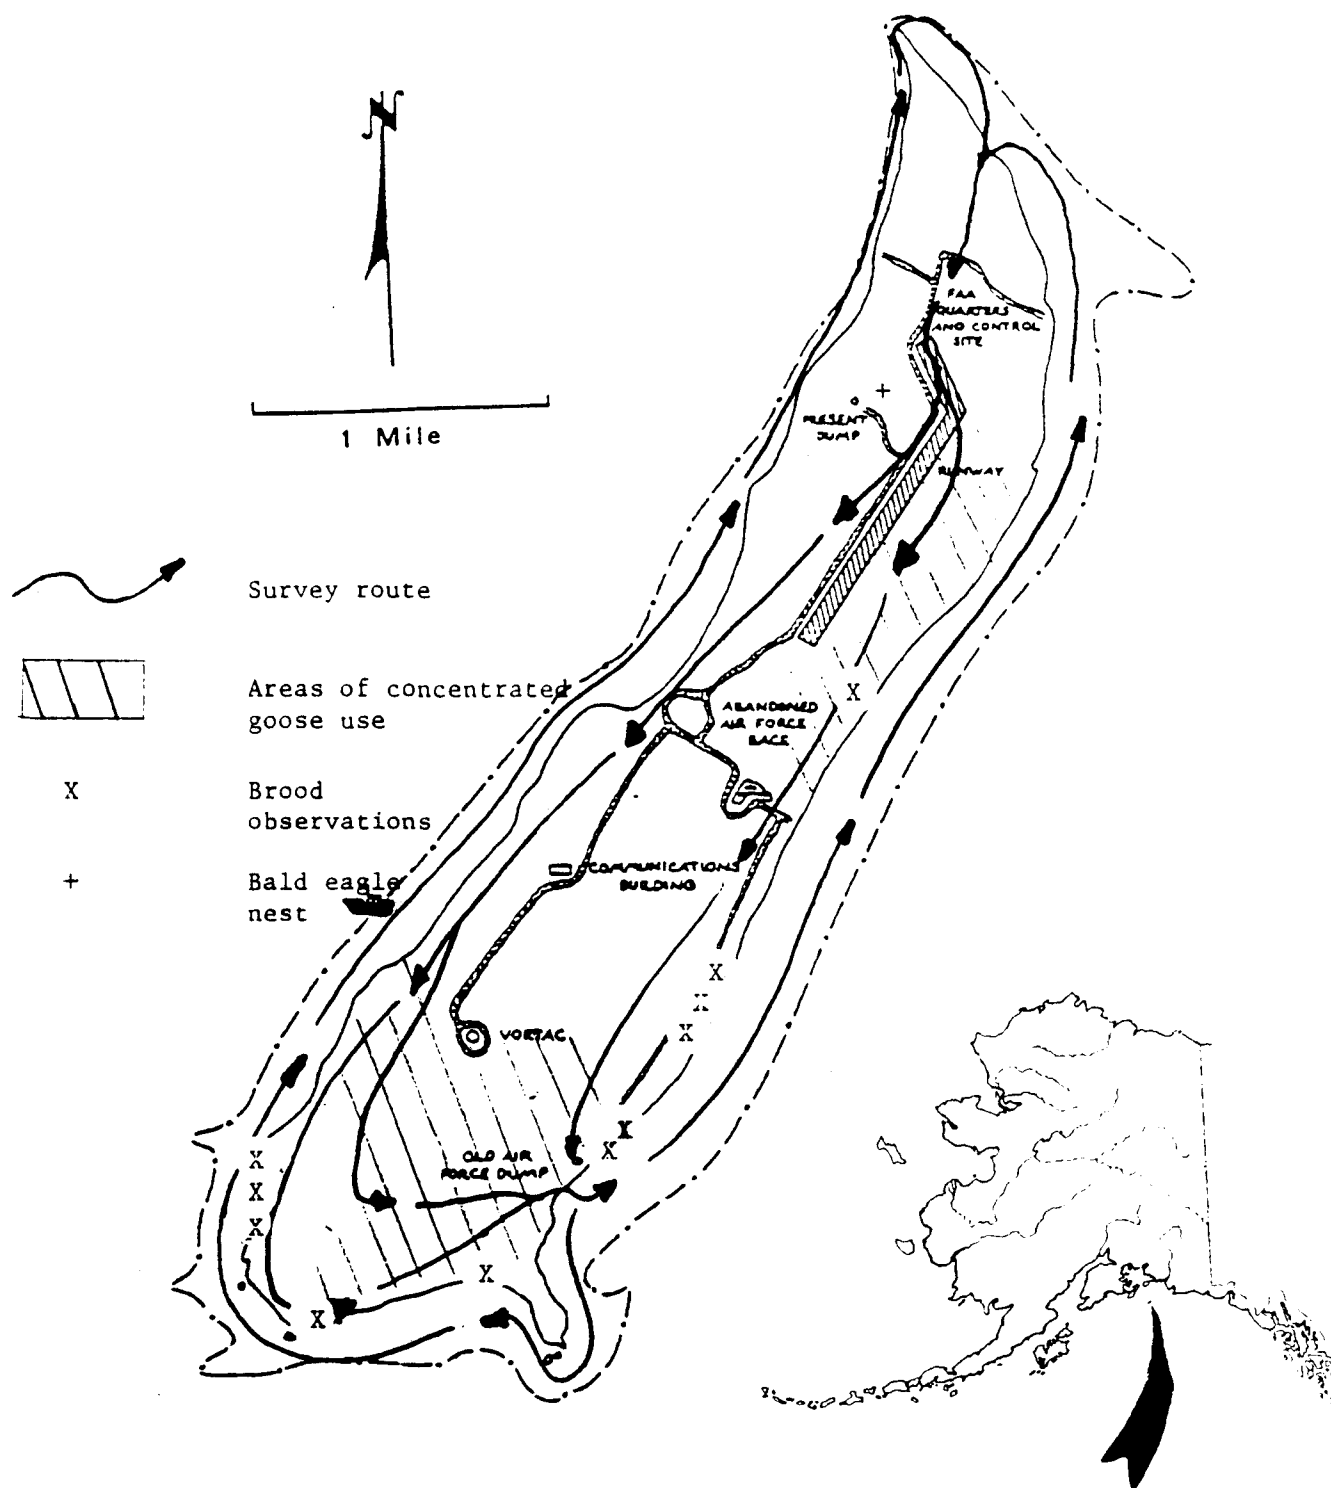 N
1 Mile
Survey route
Areas of concentrated
goose use
X
Brood
observations
+
Bald eagle
nest
FAA
QUARTERS
AND CONTROL
SITE
+
PRESENT
DUMP
RUNWAY
X
ABANDONED
AIR FORCE
BASE
COMMUNICATIONS
BUILDING
X
X
X
VORTAC
X
X
OLD AIR
FORCE DUMP
X
X
X
X
X